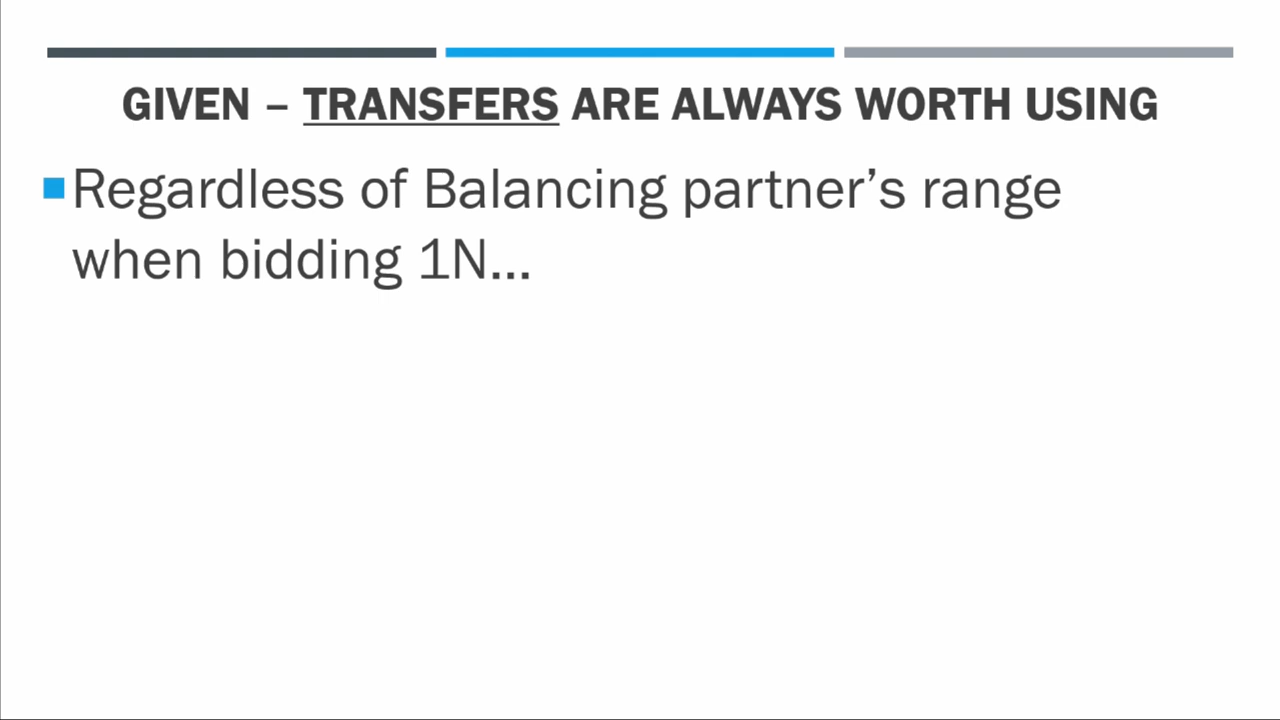 GIVEN – TRANSFERS ARE ALWAYS WORTH USING
Regardless of Balancing partner’s range
when bidding 1N...